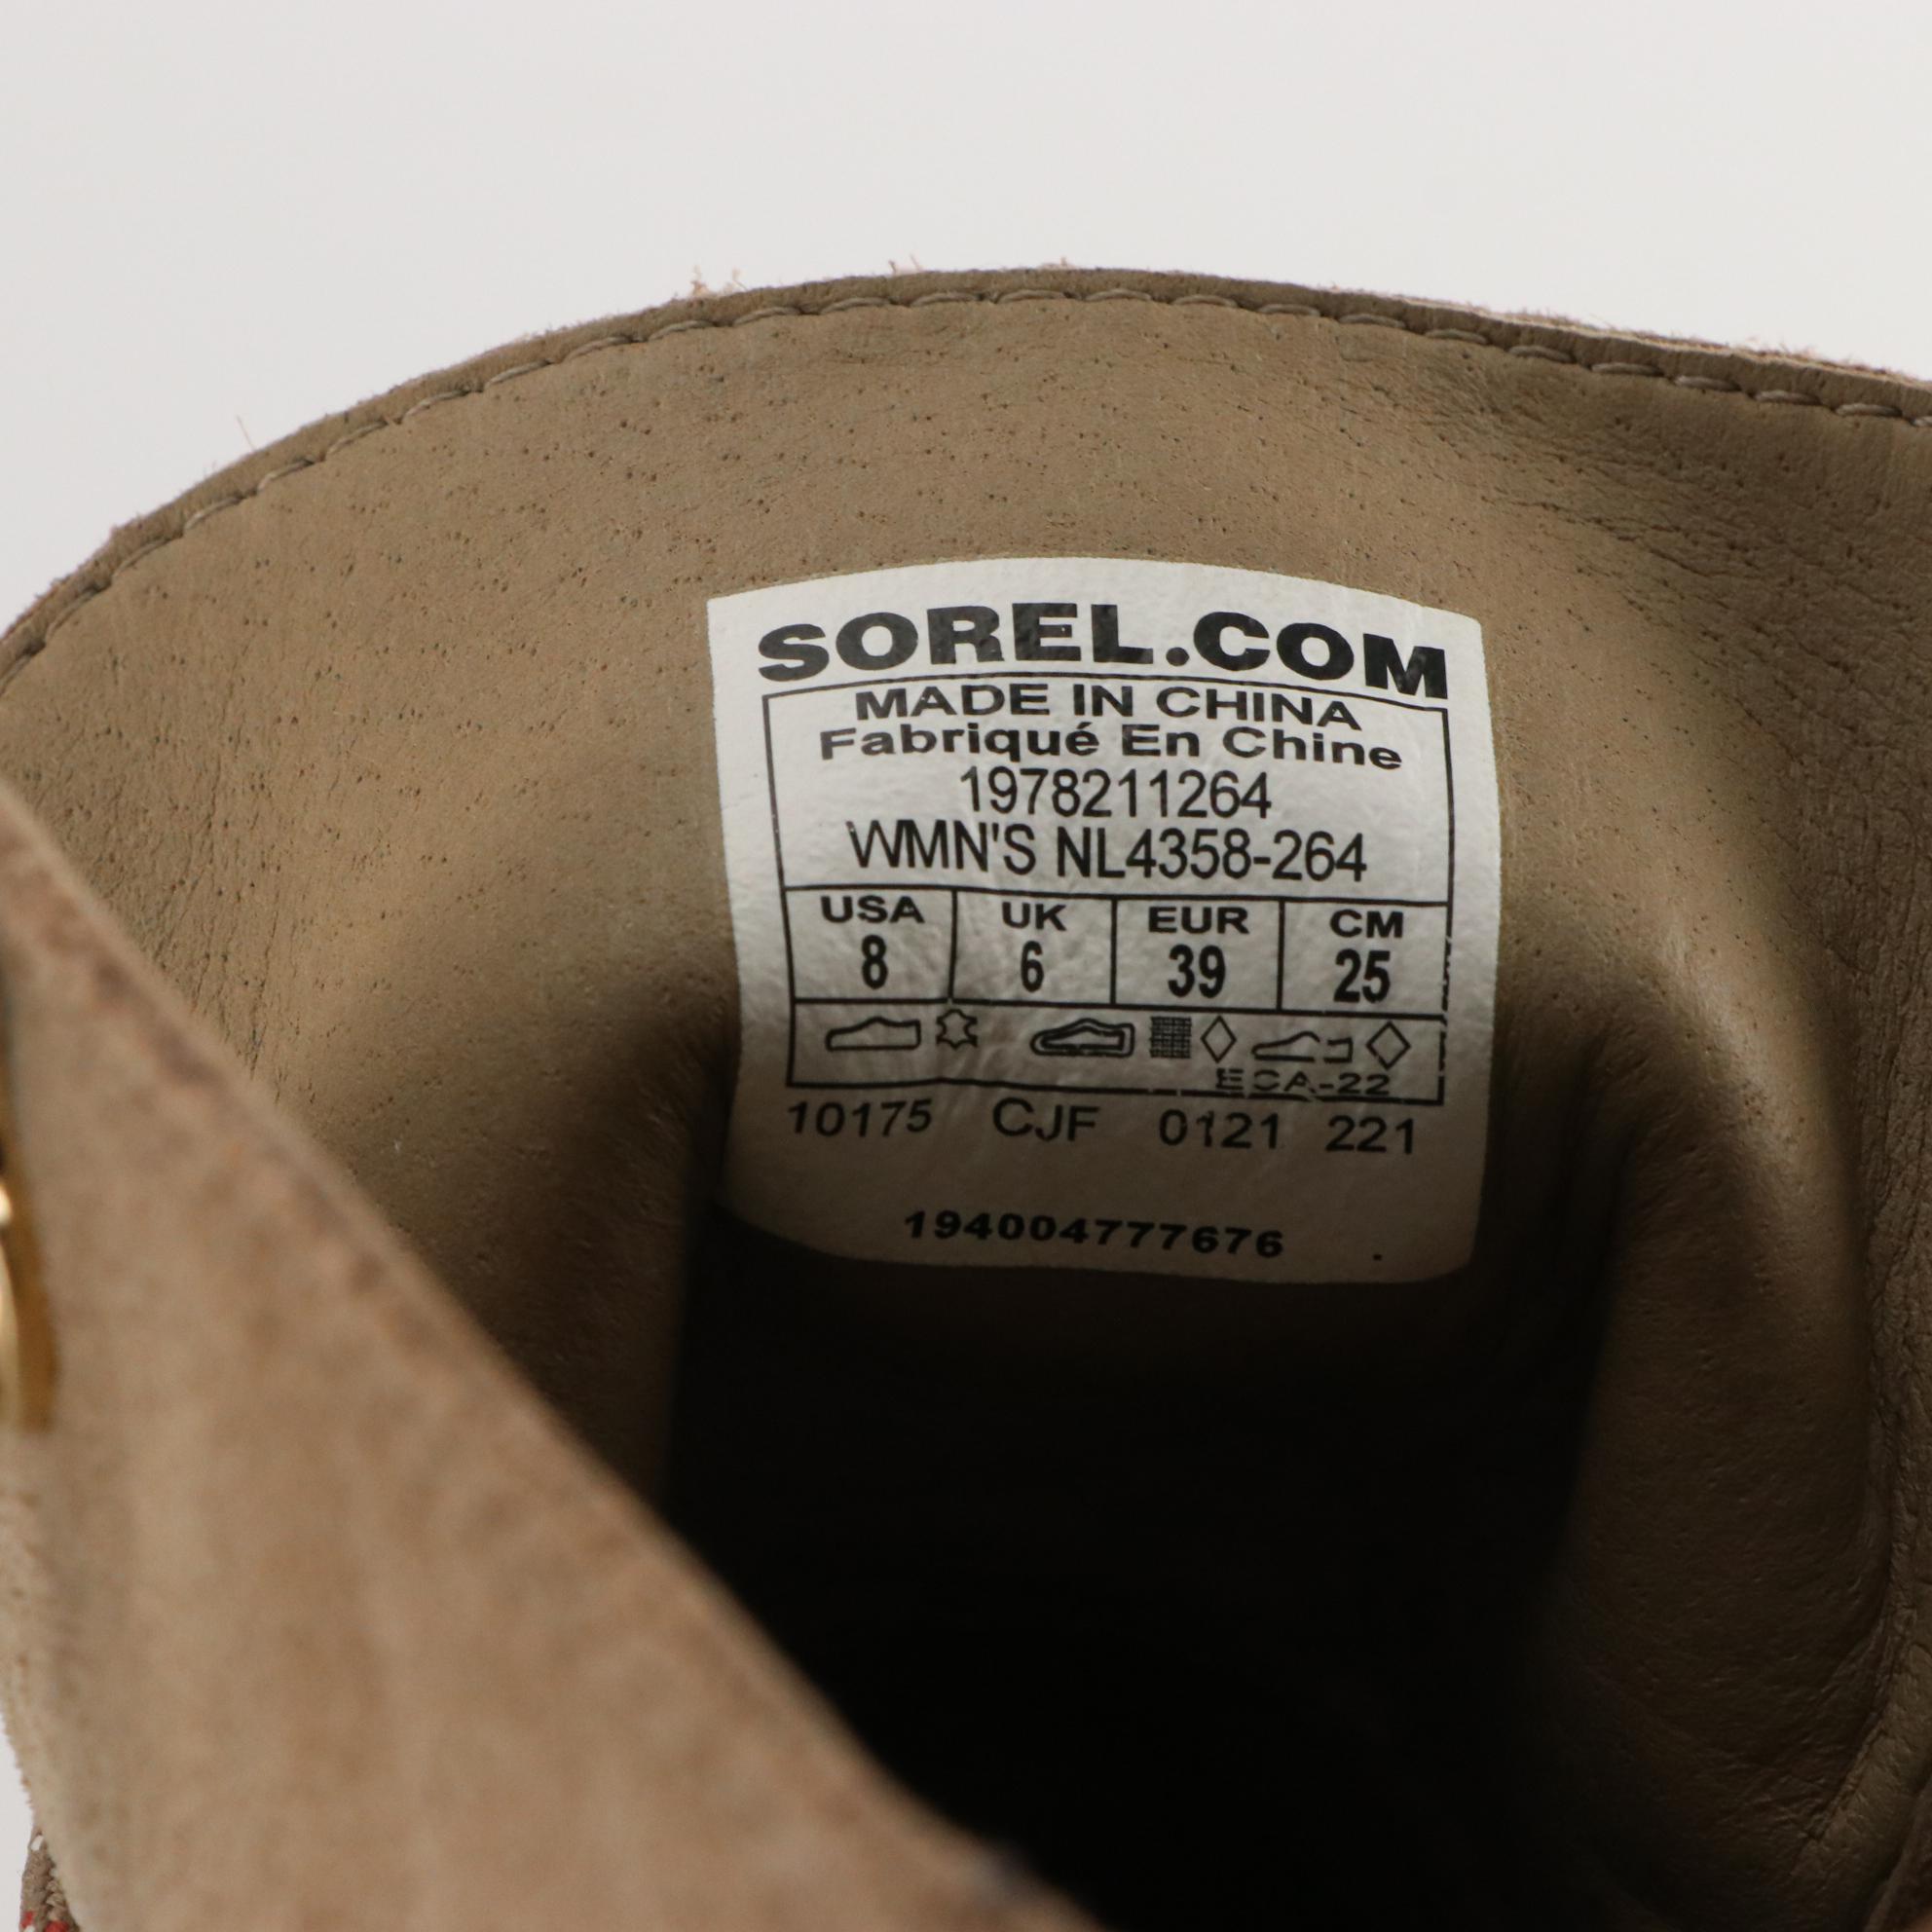 SOREL.COM
MADE IN CHINA
Fabriqué En Chine
1978211264
WMN'S NL4358-264
USA UK EUR CM
8 6 39 25
ECA-22
10175 CJF 0121 221
194004777676